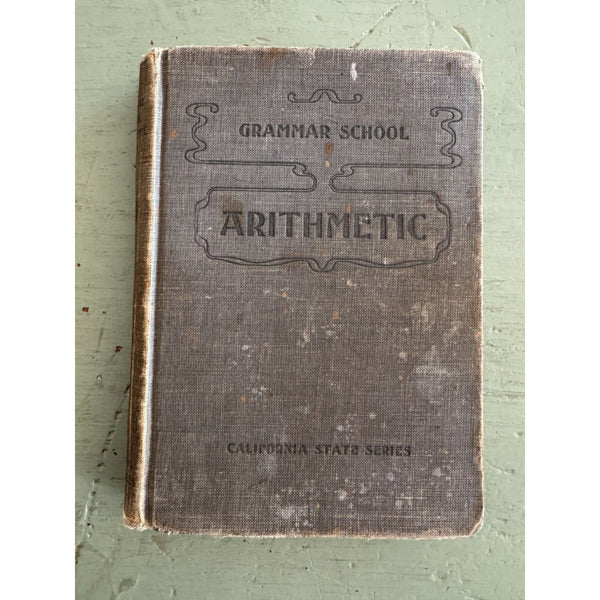 GRAMMAR SCHOOL
ARITHMETIC
CALIFORNIA STATE SERIES